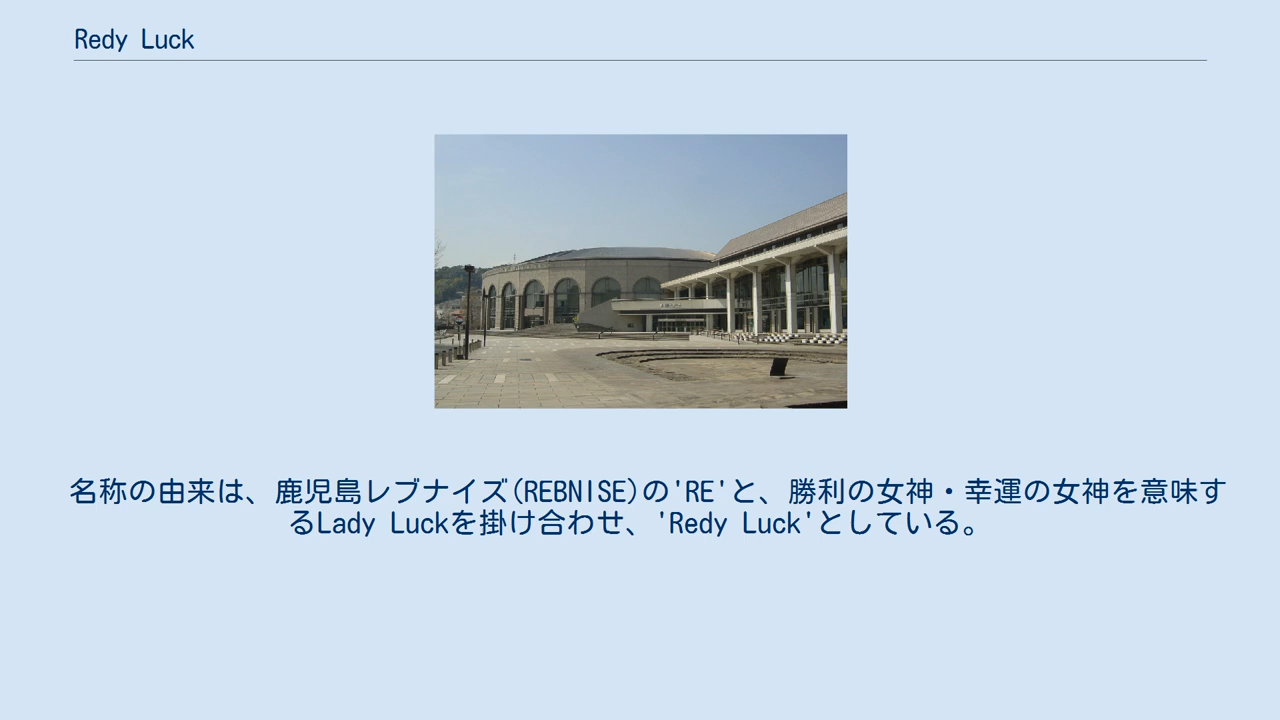 Redy Luck
名称の由来は、鹿児島レブナイズ(REBNISE)の'RE'と、勝利の女神・幸運の女神を意味す
るLady Luckを掛け合わせ、'Redy Luck'としている。